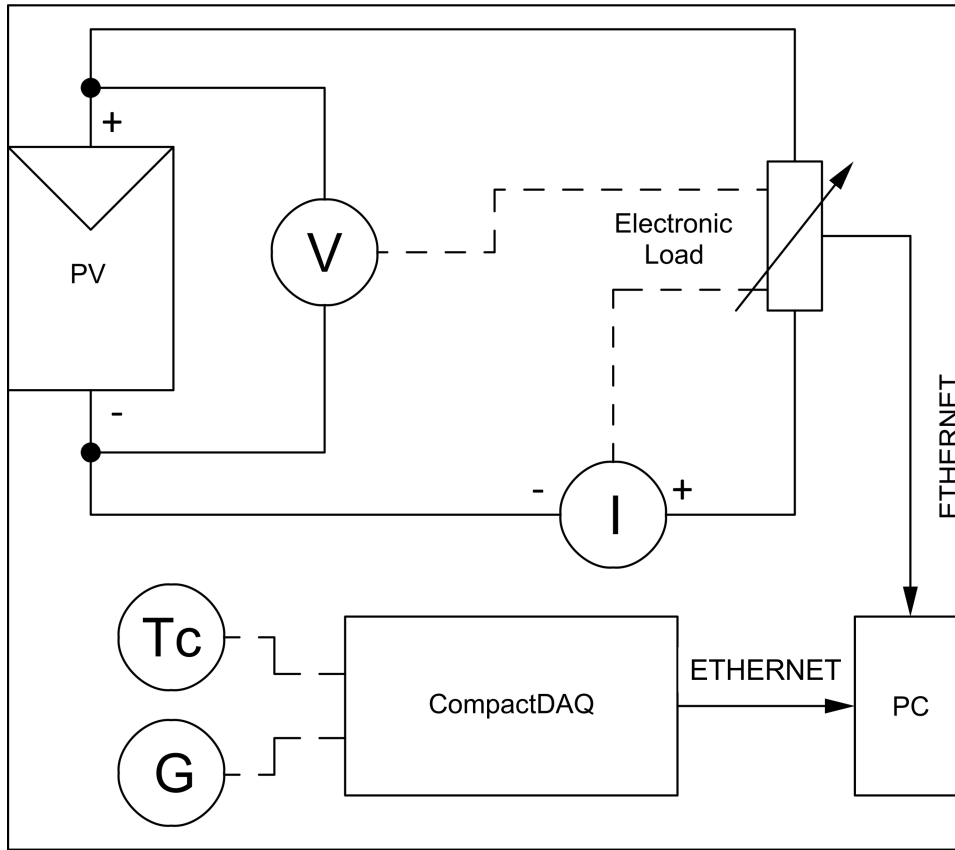 +
PV
-
V
Electronic
Load
ETHERNET
-
I
+
Tc
G
CompactDAQ
ETHERNET
PC